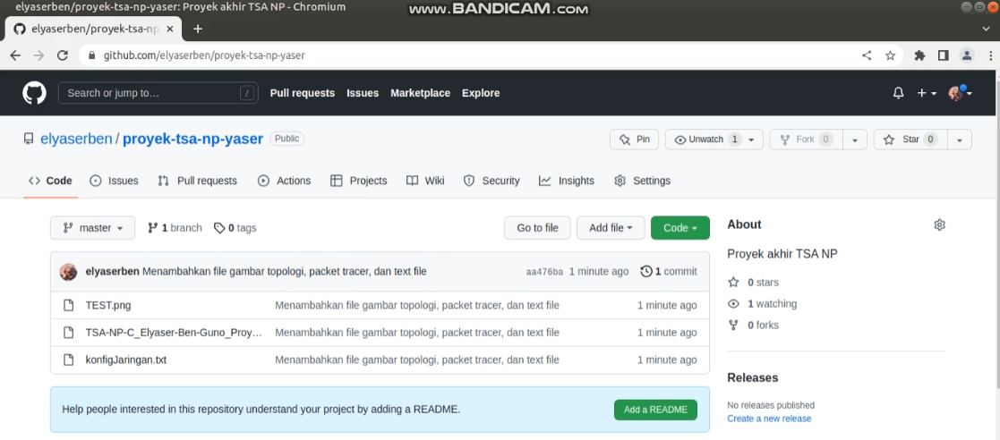 elyaserben/proyek-tsa-np-yaser: Proyek akhir TSA NP - Chromium
www.BANDICAM.com
elyaserben/proyek-tsa-np
github.com/elyaserben/proyek-tsa-np-yaser
Search or jump to… / Pull requests Issues Marketplace Explore
elyaserben / proyek-tsa-np-yaser Public Pin Unwatch 1 Fork 0 Star 0
Code Issues Pull requests Actions Projects Wiki Security Insights Settings
master 1 branch 0 tags Go to file Add file Code
elyaserben Menambahkan file gambar topologi, packet tracer, dan text file aa476ba 1 minute ago 1 commit
TEST.png Menambahkan file gambar topologi, packet tracer, dan text file 1 minute ago
TSA-NP-C_Elyaser-Ben-Guno_Proy… Menambahkan file gambar topologi, packet tracer, dan text file 1 minute ago
konfigJaringan.txt Menambahkan file gambar topologi, packet tracer, dan text file 1 minute ago
Help people interested in this repository understand your project by adding a README. Add a README
About
Proyek akhir TSA NP
0 stars
1 watching
0 forks
Releases
No releases published
Create a new release